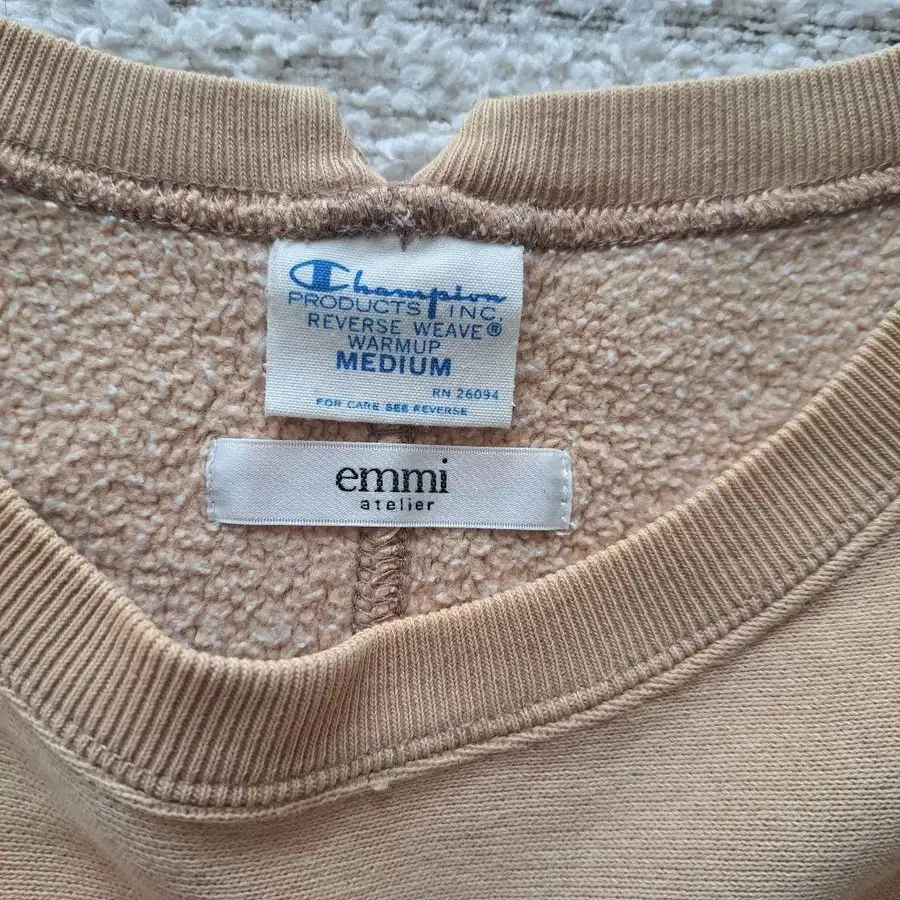 Champion
PRODUCTS INC.
REVERSE WEAVE®
WARMUP
MEDIUM
RN 26094
FOR CARE SEE REVERSE
emmi
atelier